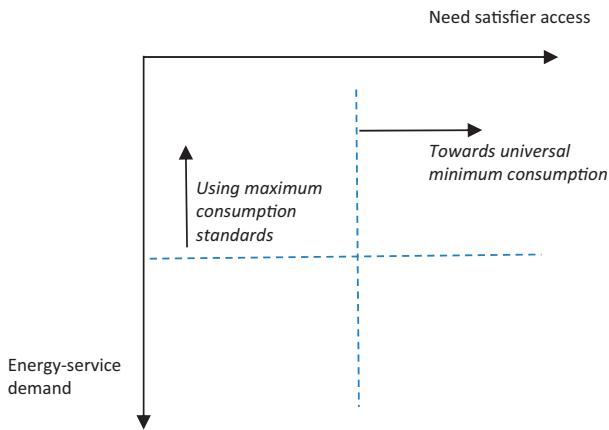 Need satisfier access
Towards universal
minimum consumption
Using maximum
consumption
standards
Energy-service
demand